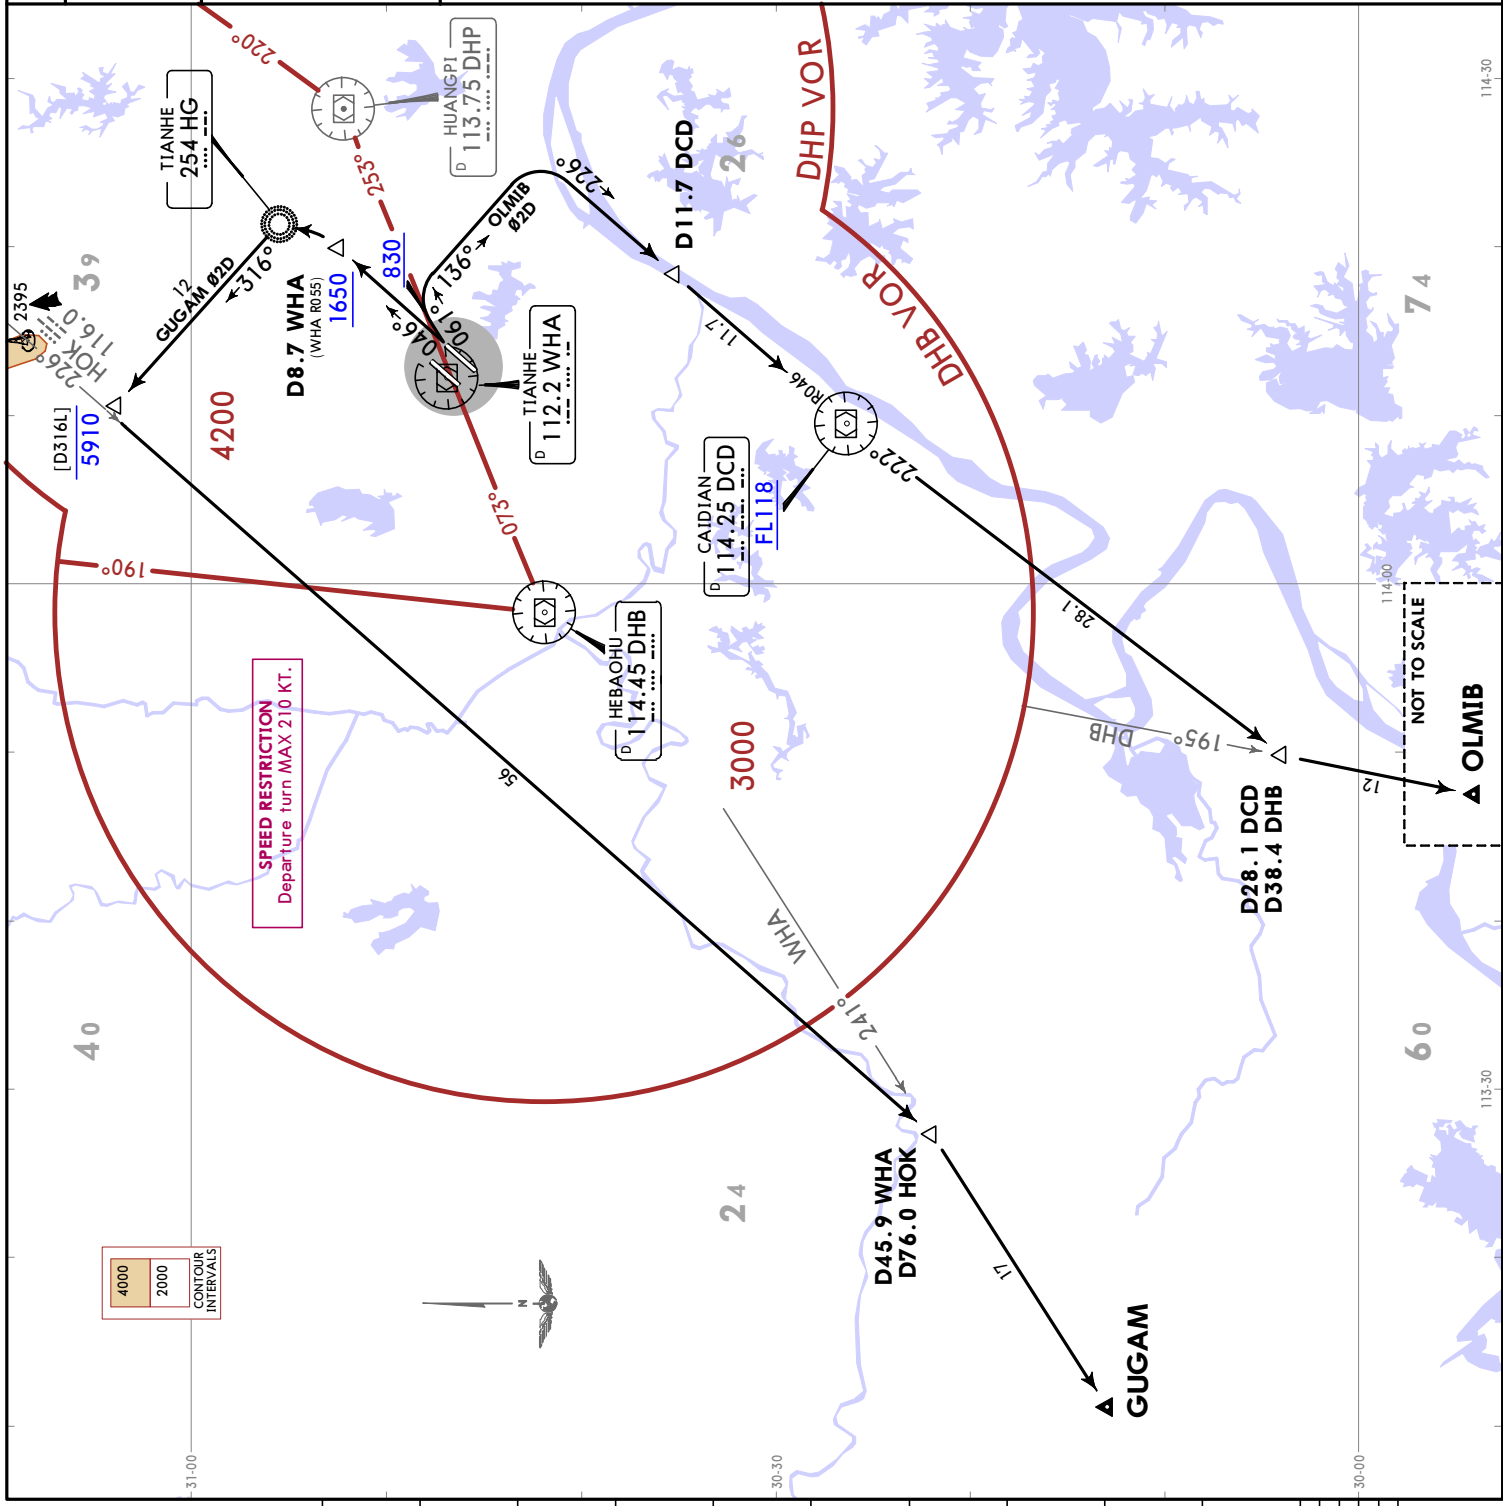 220°
D
HUANGPI
113.75 DHP
TIANHE
254 HG
253°
DHP VOR
26
39
2395
HOK
116.0
226°
12
GUGAM Ø2D
316°
D8.7 WHA
(WHA R055)
1650
830
046°
061°
136°
OLMIB
Ø2D
226°
D11.7 DCD
11.7
R046
DHB VOR
74
114-30
[D316L]
5910
4200
D
TIANHE
112.2 WHA
073°
190°
D
CAIDIAN
114.25 DCD
FL118
222°
28.1
114-00
D
HEBAOHU
114.45 DHB
SPEED RESTRICTION
Departure turn MAX 210 KT.
56
3000
WHA
241°
DHB
195°
D28.1 DCD
D38.4 DHB
12
NOT TO SCALE
OLMIB
40
60
24
113-30
D45.9 WHA
D76.0 HOK
17
GUGAM
4000
2000
CONTOUR
INTERVALS
N
31-00
30-30
30-00